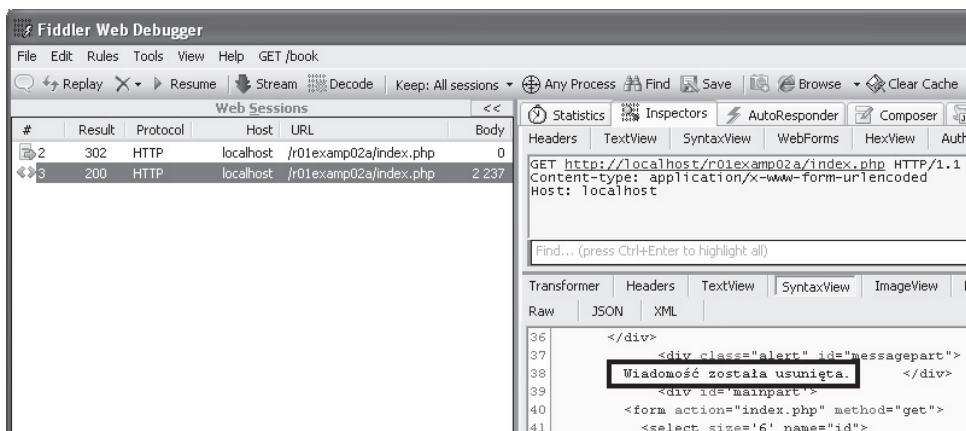 Fiddler Web Debugger
File Edit Rules Tools View Help GET /book
Replay Resume Stream Decode Keep: All sessions Any Process Find Save Browse Clear Cache
Web Sessions <<
# Result Protocol Host URL Body
2 302 HTTP localhost /r01examp02a/index.php 0
3 200 HTTP localhost /r01examp02a/index.php 2 237
Statistics Inspectors AutoResponder Composer
Headers TextView SyntaxView WebForms HexView Auth
GET http://localhost/r01examp02a/index.php HTTP/1.1
Content-type: application/x-www-form-urlencoded
Host: localhost
Find... (press Ctrl+Enter to highlight all)
Transformer Headers TextView SyntaxView ImageView
Raw JSON XML
36 </div>
37 <div class="alert" id="messagepart">
38 Wiadomość została usunięta. </div>
39 <div id='mainpart'>
40 <form action="index.php" method="get">
41 <select size='6' name="id">